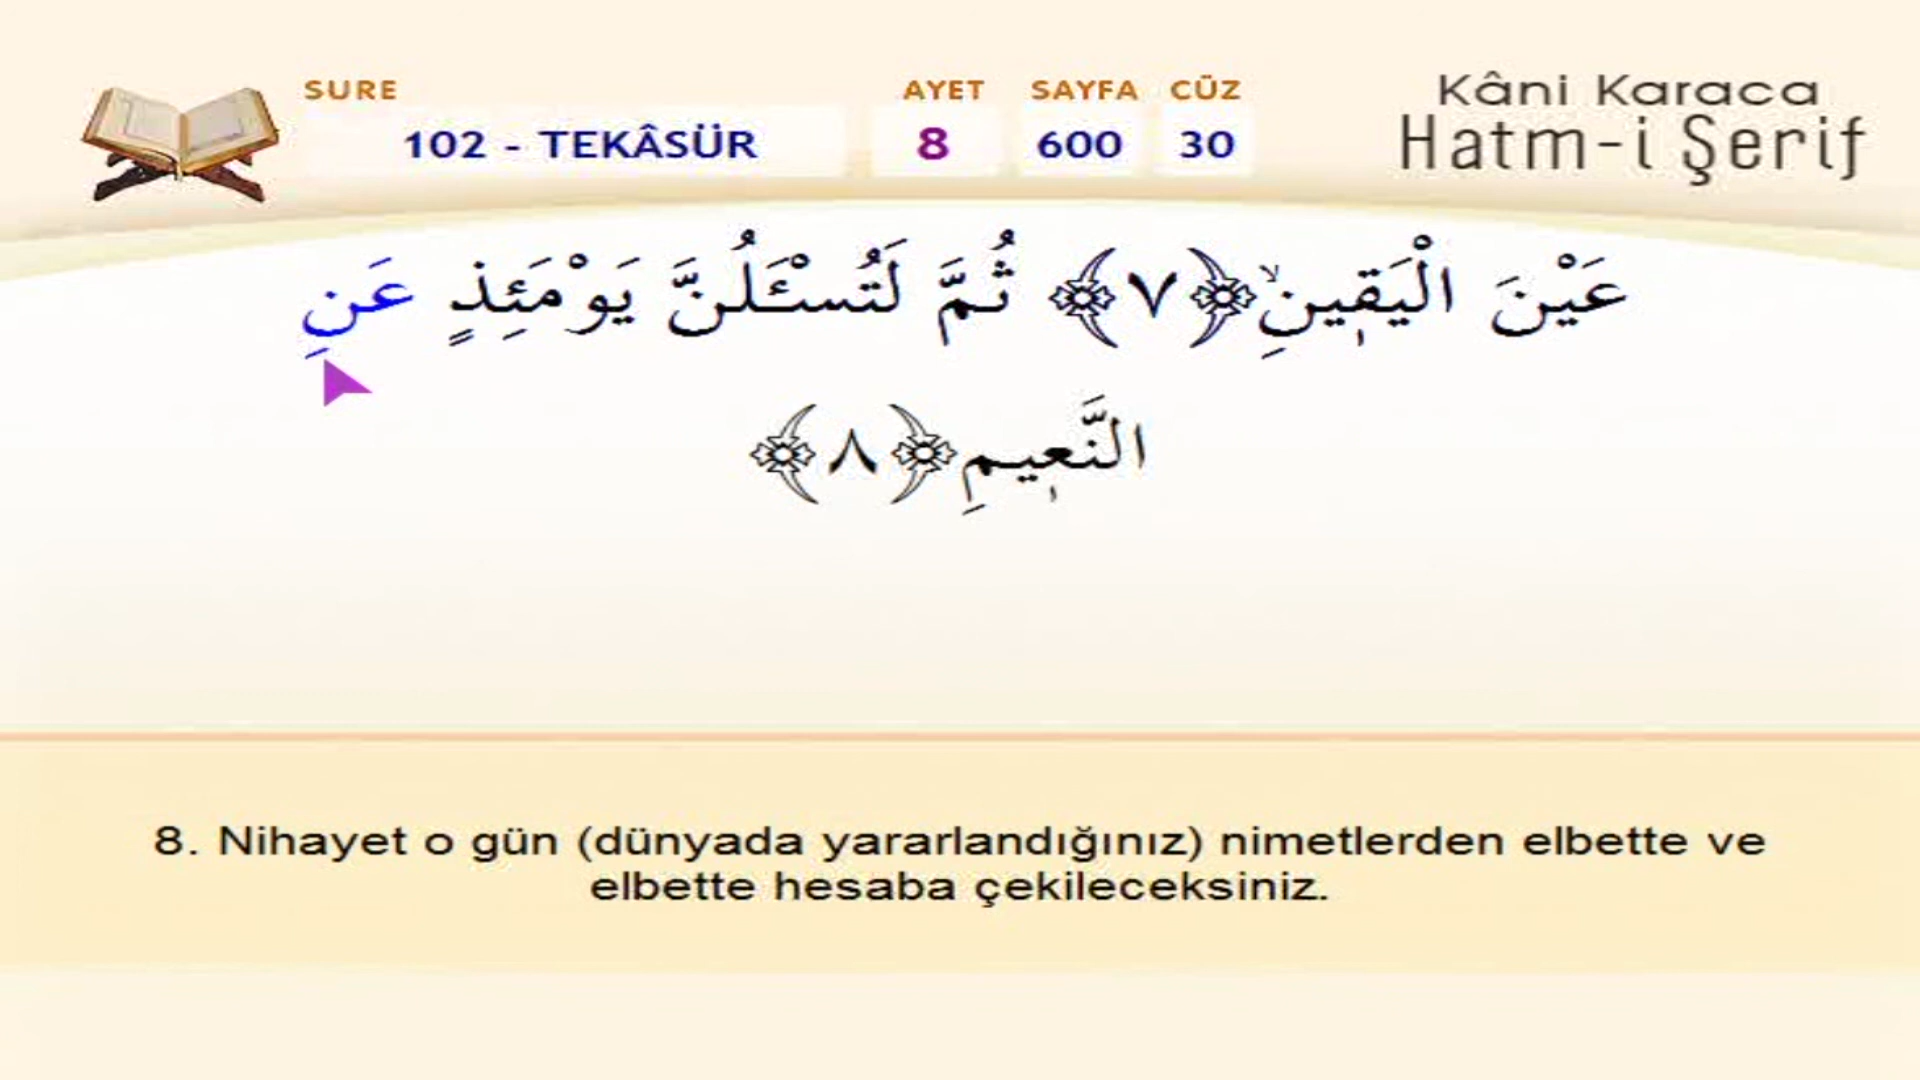 SURE AYET SAYFA CÜZ
102 - TEKÂSÜR 8 600 30
Kâni Karaca
Hatm-i Şerif
عَيْنَ الْيَقٖينِۙ ﴿٧﴾ ثُمَّ لَتُسْـَٔلُنَّ يَوْمَئِذٍ عَنِ
النَّعٖيمِ ﴿٨﴾
8. Nihayet o gün (dünyada yararlandığınız) nimetlerden elbette ve
elbette hesaba çekileceksiniz.